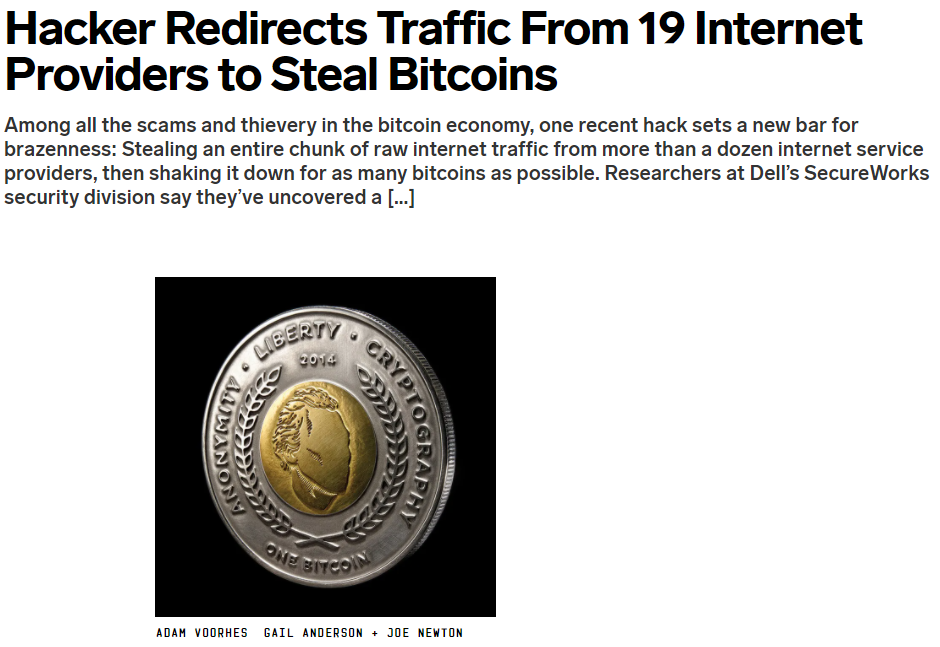 Hacker Redirects Traffic From 19 Internet
Providers to Steal Bitcoins
Among all the scams and thievery in the bitcoin economy, one recent hack sets a new bar for
brazenness: Stealing an entire chunk of raw internet traffic from more than a dozen internet service
providers, then shaking it down for as many bitcoins as possible. Researchers at Dell’s SecureWorks
security division say they’ve uncovered a [...]
ANONYMITY • LIBERTY • CRYPTOGRAPHY
2014
ONE BITCOIN
ADAM VOORHES GAIL ANDERSON + JOE NEWTON